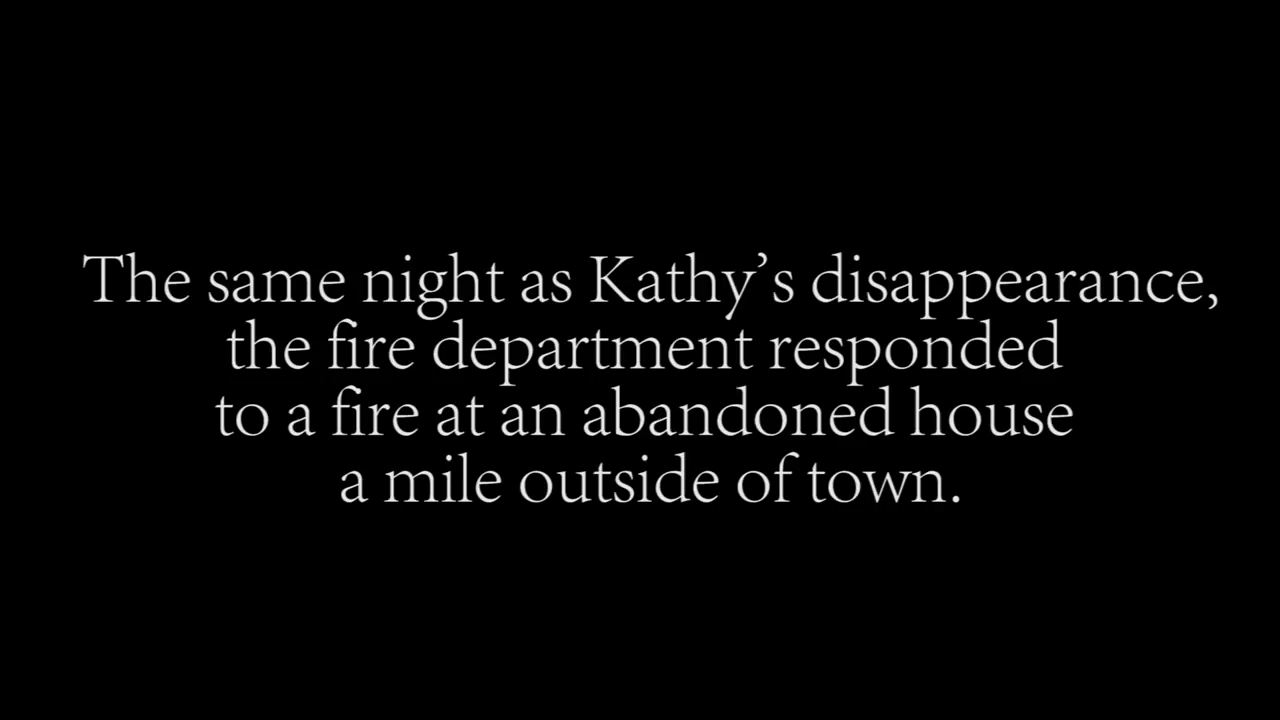 The same night as Kathy’s disappearance,
the fire department responded
to a fire at an abandoned house
a mile outside of town.